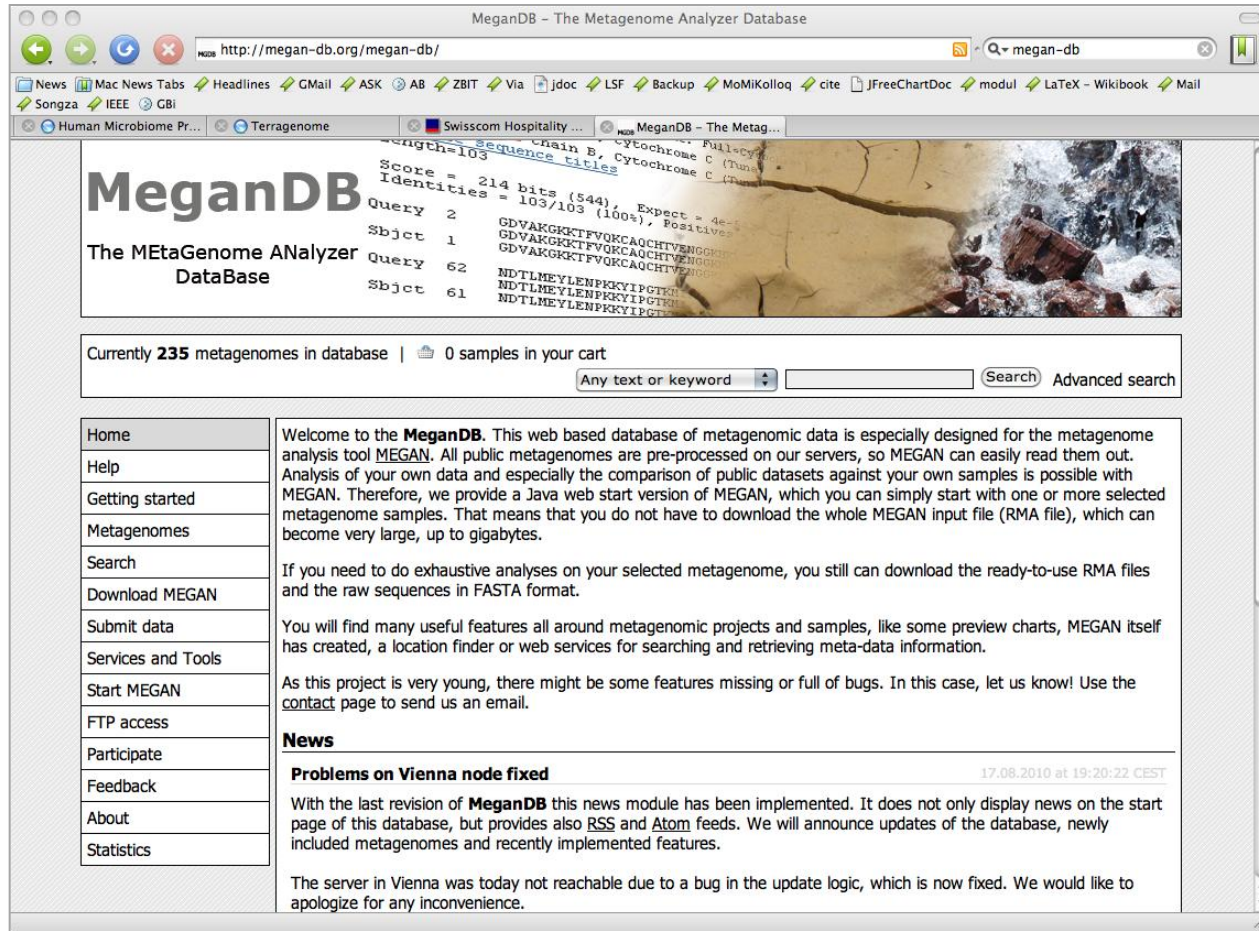 MeganDB – The Metagenome Analyzer Database
MGDB http://megan-db.org/megan-db/
megan-db
News Mac News Tabs Headlines GMail ASK AB ZBIT Via jdoc LSF Backup MoMiKolloq cite JFreeChartDoc modul LaTeX – Wikibook Mail
Songza IEEE GBi
Human Microbiome Pr... Terragenome Swisscom Hospitality ... MGDB MeganDB – The Metag...
MeganDB
The MEtaGenome ANalyzer
DataBase
sequence titles
Chain B, Cytochrome C (Tuna
Cytochrome C (Tuna
Length=103
Score = 214 bits (544), Expect = 4e-
Identities = 103/103 (100%), Positives
Query 2 GDVAKGKKTFVQKCAQCHTVENGGK
GDVAKGKKTFVQKCAQCHTVENGGK
Sbjct 1 GDVAKGKKTFVQKCAQCHTVENG
Query 62 NDTLMEYLENPKKYIPGTKM
NDTLMEYLENPKKYIPGTKM
Sbjct 61 NDTLMEYLENPKKYIPGT
Currently 235 metagenomes in database | 0 samples in your cart
Any text or keyword Search Advanced search
Home
Help
Getting started
Metagenomes
Search
Download MEGAN
Submit data
Services and Tools
Start MEGAN
FTP access
Participate
Feedback
About
Statistics
Welcome to the MeganDB. This web based database of metagenomic data is especially designed for the metagenome
analysis tool MEGAN. All public metagenomes are pre-processed on our servers, so MEGAN can easily read them out.
Analysis of your own data and especially the comparison of public datasets against your own samples is possible with
MEGAN. Therefore, we provide a Java web start version of MEGAN, which you can simply start with one or more selected
metagenome samples. That means that you do not have to download the whole MEGAN input file (RMA file), which can
become very large, up to gigabytes.
If you need to do exhaustive analyses on your selected metagenome, you still can download the ready-to-use RMA files
and the raw sequences in FASTA format.
You will find many useful features all around metagenomic projects and samples, like some preview charts, MEGAN itself
has created, a location finder or web services for searching and retrieving meta-data information.
As this project is very young, there might be some features missing or full of bugs. In this case, let us know! Use the
contact page to send us an email.
News
Problems on Vienna node fixed 17.08.2010 at 19:20:22 CEST
With the last revision of MeganDB this news module has been implemented. It does not only display news on the start
page of this database, but provides also RSS and Atom feeds. We will announce updates of the database, newly
included metagenomes and recently implemented features.
The server in Vienna was today not reachable due to a bug in the update logic, which is now fixed. We would like to
apologize for any inconvenience.